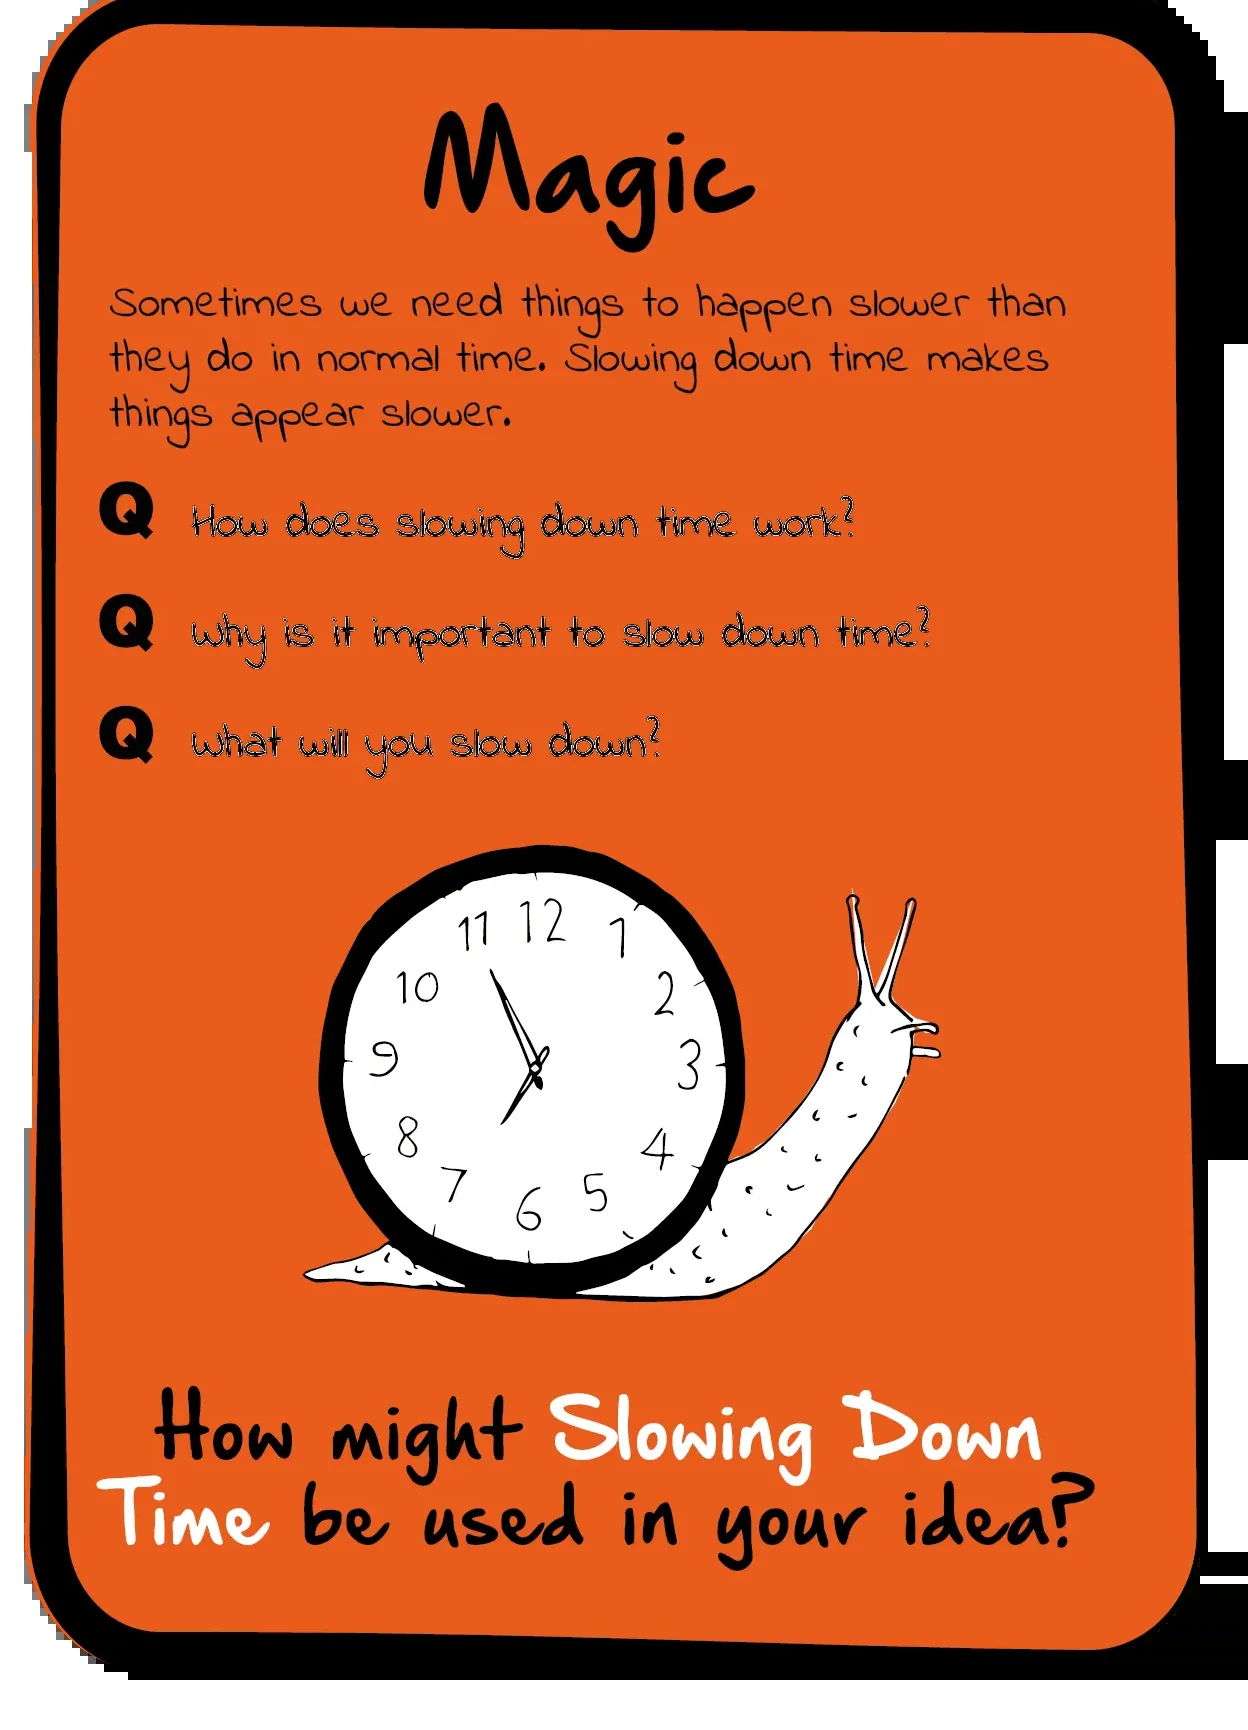 Magic
Sometimes we need things to happen slower than
they do in normal time. Slowing down time makes
things appear slower.
Q How does slowing down time work?
Q Why is it important to slow down time?
Q What will you slow down?
11 12 1
10 2
9 3
8 4
7 6 5
How might Slowing Down
Time be used in your idea?